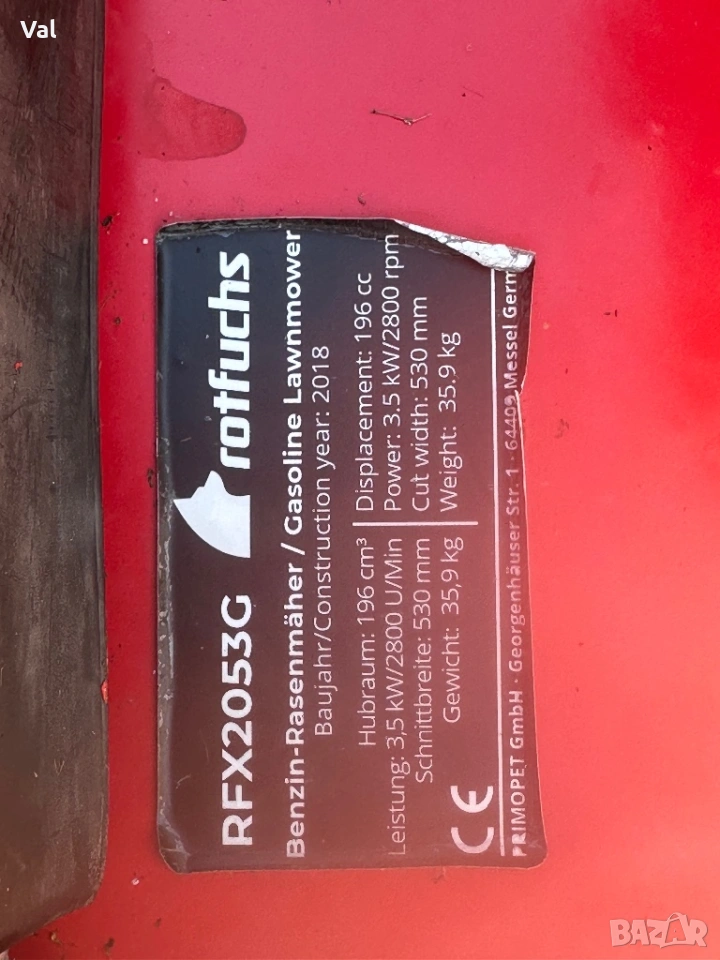 Val
RFX2053G rotfuchs
Benzin-Rasenmäher / Gasoline Lawnmower
Baujahr/Construction year: 2018
Hubraum: 196 cm³
Leistung: 3,5 kW/2800 U/Min
Schnittbreite: 530 mm
Gewicht: 35,9 kg
Displacement: 196 cc
Power: 3.5 kW/2800 rpm
Cut width: 530 mm
Weight: 35.9 kg
CE
PRIMOPET GmbH · Georgenhäuser Str. 1 · 64409 Messel Germ
BAZAR